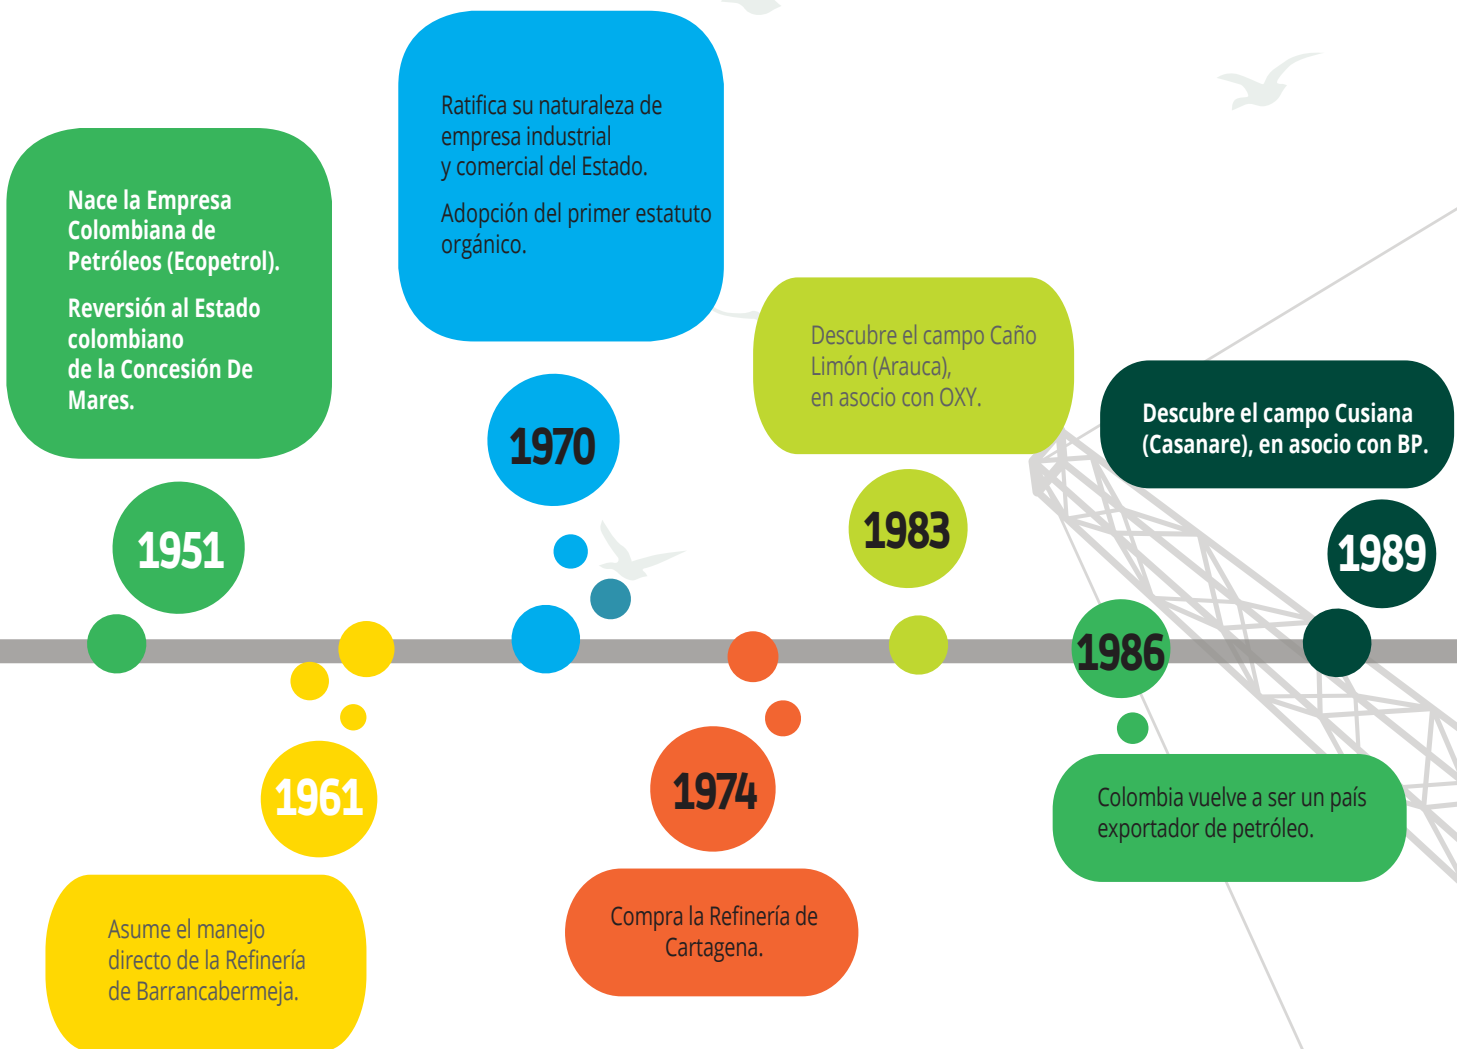 Nace la Empresa
Colombiana de
Petróleos (Ecopetrol).
Reversión al Estado
colombiano
de la Concesión De
Mares.
1951
1961
Asume el manejo
directo de la Refinería
de Barrancabermeja.
Ratifica su naturaleza de
empresa industrial
y comercial del Estado.
Adopción del primer estatuto
orgánico.
1970
1974
Compra la Refinería de
Cartagena.
Descubre el campo Caño
Limón (Arauca),
en asocio con OXY.
1983
1986
Colombia vuelve a ser un país
exportador de petróleo.
Descubre el campo Cusiana
(Casanare), en asocio con BP.
1989